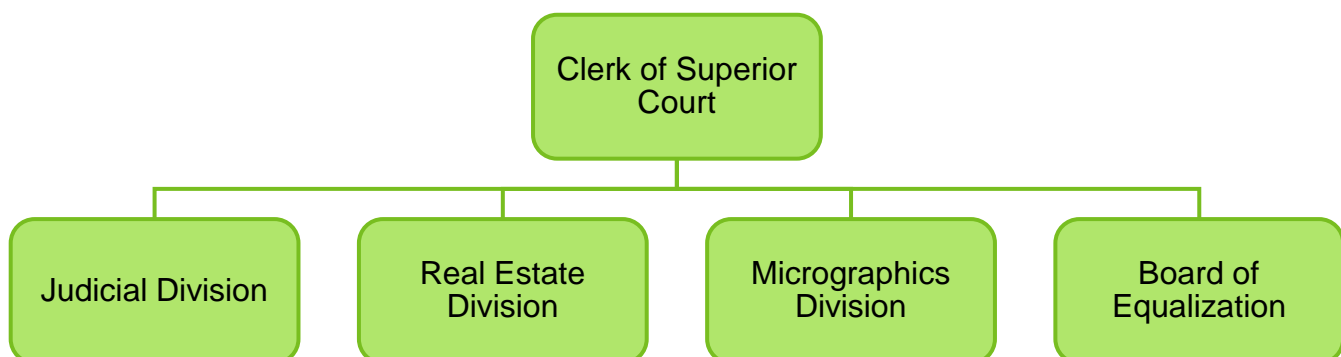 Clerk of Superior
Court
Judicial Division
Real Estate
Division
Micrographics
Division
Board of
Equalization